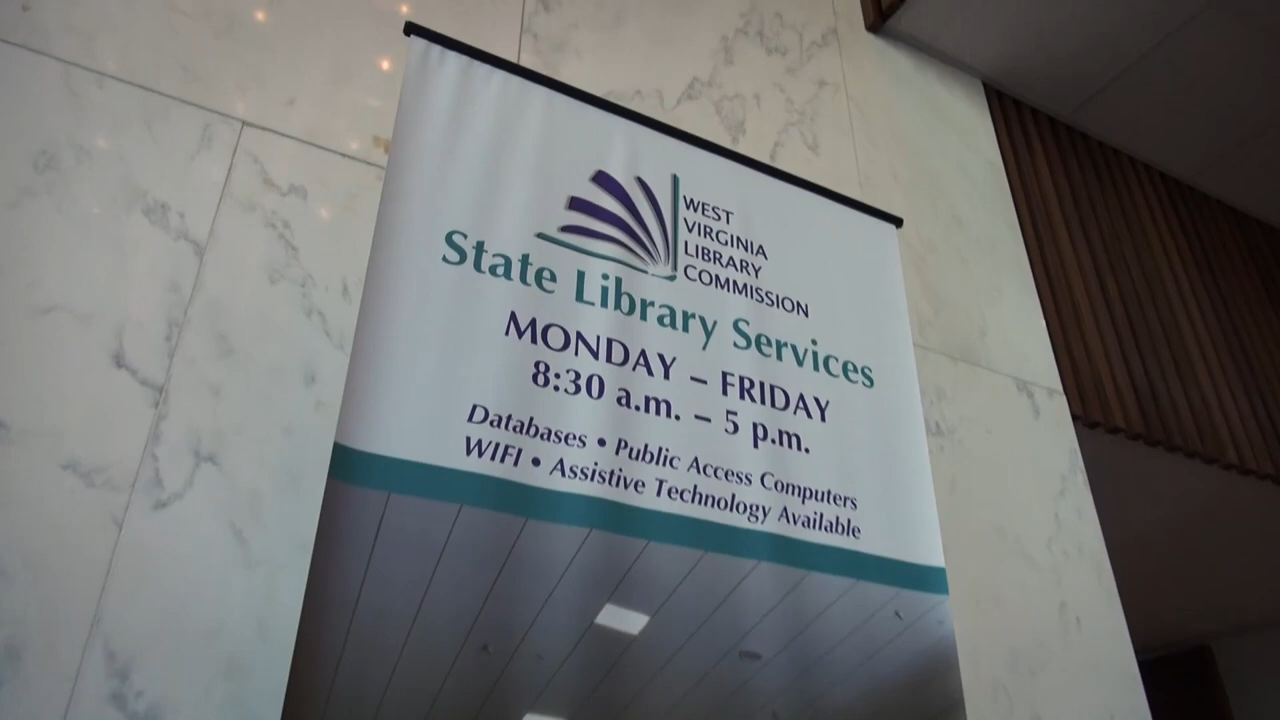 WEST
VIRGINIA
LIBRARY
COMMISSION
State Library Services
MONDAY – FRIDAY
8:30 a.m. – 5 p.m.
Databases • Public Access Computers
WIFI • Assistive Technology Available